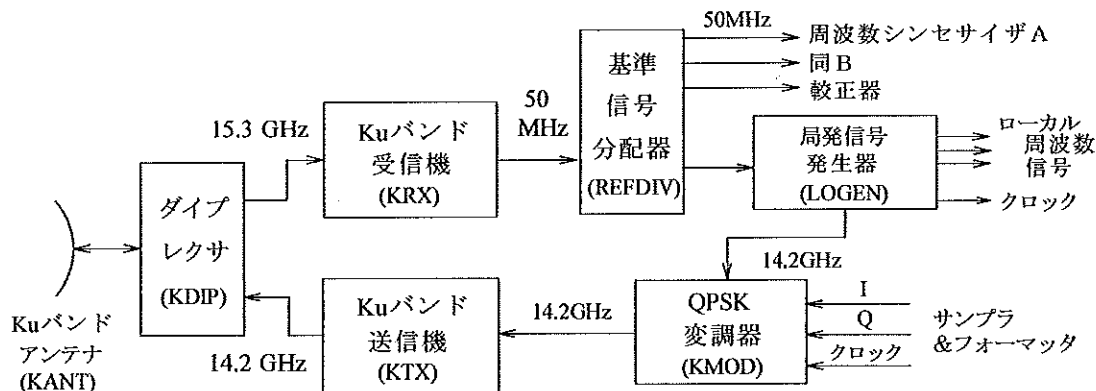 50MHz
周波数シンセサイザA
同B
較正器
基準
信号
分配器
(REFDIV)
50
MHz
15.3 GHz
Kuバンド
受信機
(KRX)
局発信号
発生器
(LOGEN)
ローカル
周波数
信号
クロック
ダイプ
レクサ
(KDIP)
14.2GHz
Kuバンド
アンテナ
(KANT)
14.2 GHz
Kuバンド
送信機
(KTX)
14.2GHz
QPSK
変調器
(KMOD)
I
Q
クロック
サンプラ
&フォーマッタ